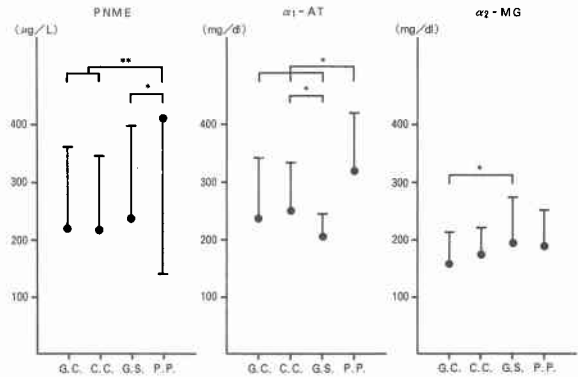 PNME
α₁-AT
α₂-MG
(μg/L)
(mg/dl)
(mg/dl)
**
*
*
*
*
400
300
200
100
400
300
200
100
400
300
200
100
G.C. C.C. G.S. P.P.
G.C. C.C. G.S. P.P.
G.C. C.C. G.S. P.P.